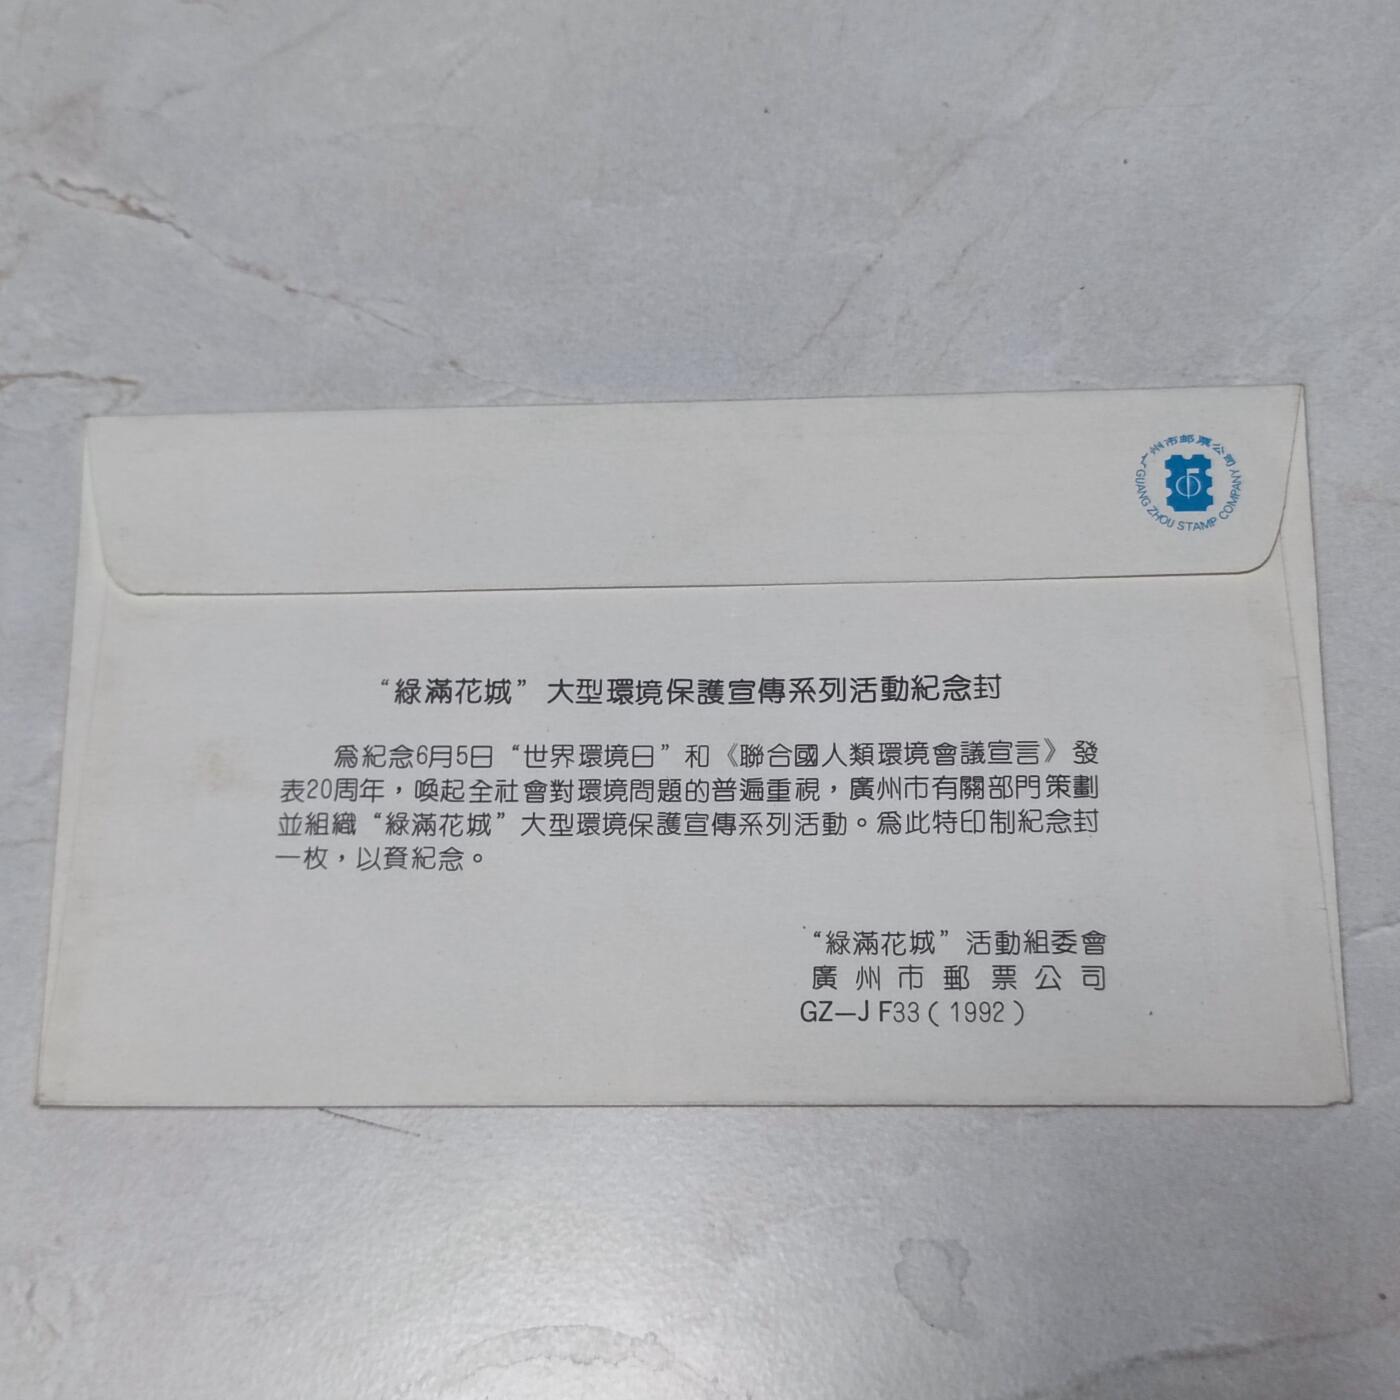 广州市邮票公司
GUANG ZHOU STAMP COMPANY
“綠滿花城”大型環境保護宣傳系列活動紀念封
為紀念6月5日“世界環境日”和《聯合國人類環境會議宣言》發
表20周年，喚起全社會對環境問題的普遍重視，廣州市有關部門策劃
並組織“綠滿花城”大型環境保護宣傳系列活動。為此特印制紀念封
一枚，以資紀念。
“綠滿花城”活動組委會
廣州市郵票公司
GZ—JF33（1992）